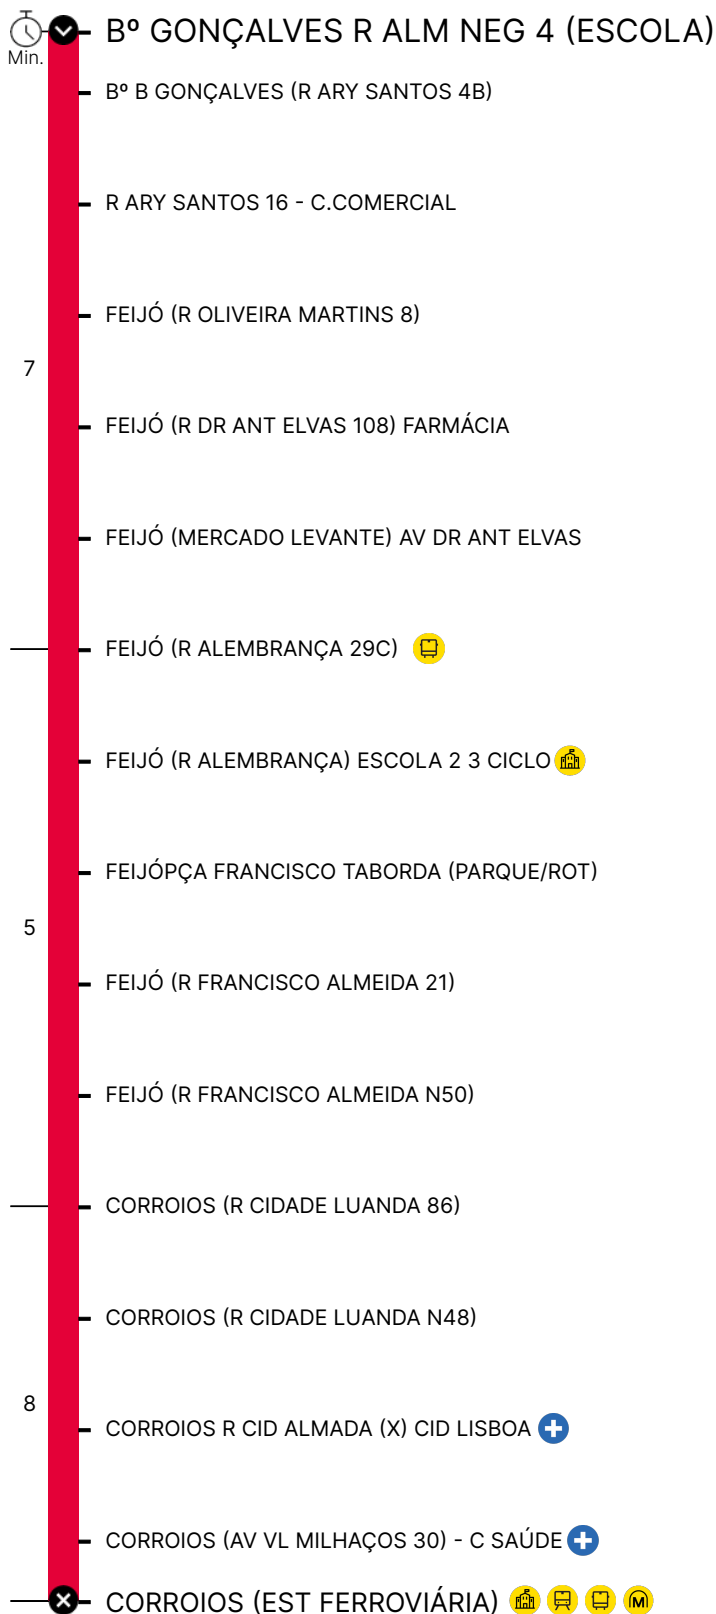 Bº GONÇALVES R ALM NEG 4 (ESCOLA)
Min.
Bº B GONÇALVES (R ARY SANTOS 4B)
R ARY SANTOS 16 - C.COMERCIAL
FEIJÓ (R OLIVEIRA MARTINS 8)
7
FEIJÓ (R DR ANT ELVAS 108) FARMÁCIA
FEIJÓ (MERCADO LEVANTE) AV DR ANT ELVAS
FEIJÓ (R ALEMBRANÇA 29C)
FEIJÓ (R ALEMBRANÇA) ESCOLA 2 3 CICLO
FEIJÓPÇA FRANCISCO TABORDA (PARQUE/ROT)
5
FEIJÓ (R FRANCISCO ALMEIDA 21)
FEIJÓ (R FRANCISCO ALMEIDA N50)
CORROIOS (R CIDADE LUANDA 86)
CORROIOS (R CIDADE LUANDA N48)
8
CORROIOS R CID ALMADA (X) CID LISBOA
CORROIOS (AV VL MILHAÇOS 30) - C SAÚDE
CORROIOS (EST FERROVIÁRIA) M